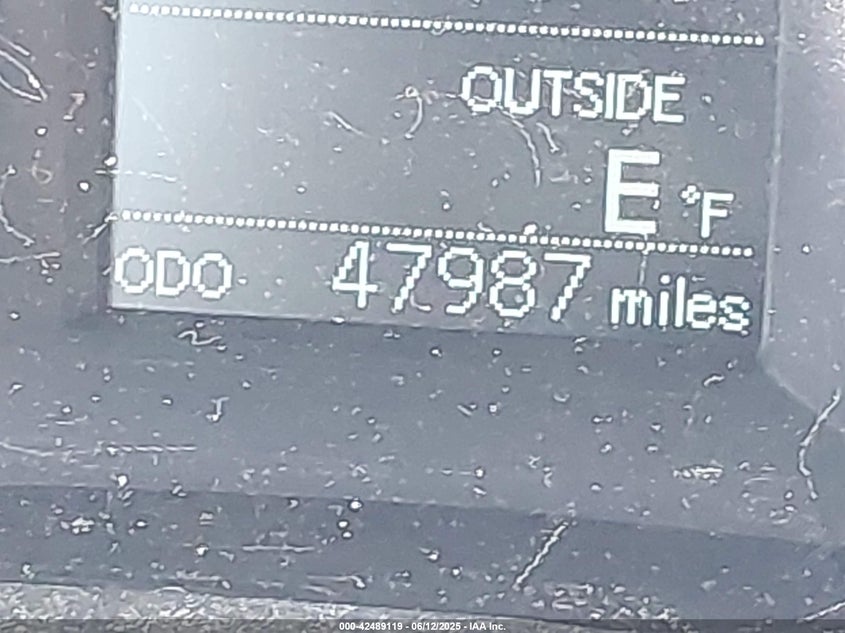 OUTSIDE
E °F
ODO 47987 miles
000-42489119 - 06/12/2025 - IAA Inc.